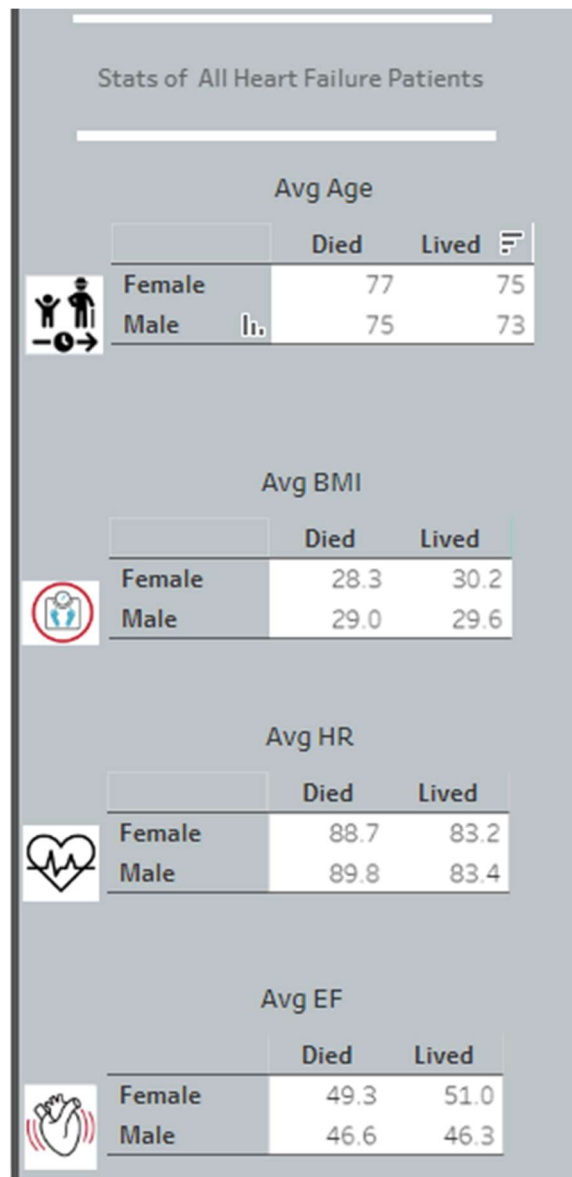 Stats of All Heart Failure Patients
Avg Age
Died Lived
Female 77 75
Male 75 73
Avg BMI
Died Lived
Female 28.3 30.2
Male 29.0 29.6
Avg HR
Died Lived
Female 88.7 83.2
Male 89.8 83.4
Avg EF
Died Lived
Female 49.3 51.0
Male 46.6 46.3